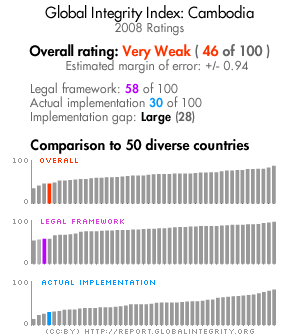 Global Integrity Index: Cambodia
2008 Ratings
Overall rating: Very Weak ( 46 of 100 )
Estimated margin of error: +/- 0.94
Legal framework: 58 of 100
Actual implementation 30 of 100
Implementation gap: Large (28)
Comparison to 50 diverse countries
100 OVERALL
0
100 LEGAL FRAMEWORK
0
100 ACTUAL IMPLEMENTATION
0
(CC:BY) HTTP://REPORT.GLOBALINTEGRITY.ORG